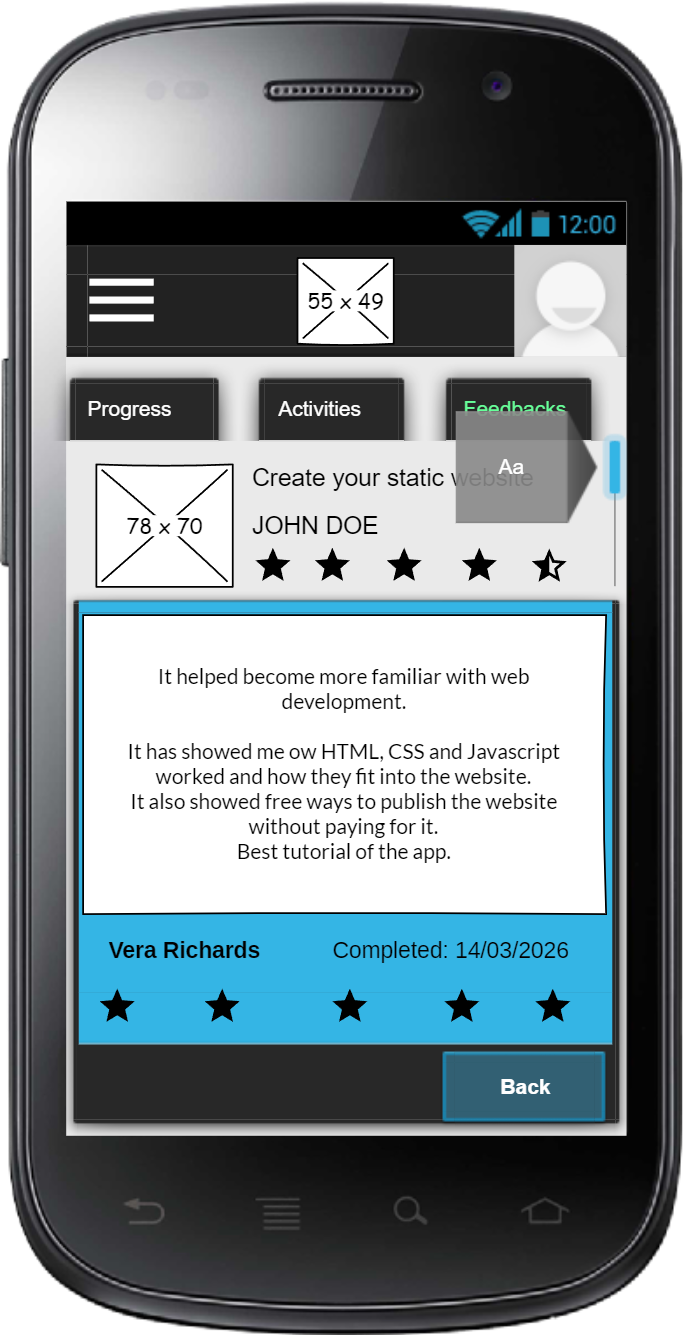 12:00
55 x 49
Progress
Activities
Feedbacks
Aa
Create your static website
78 x 70
JOHN DOE
It helped become more familiar with web
development.
It has showed me ow HTML, CSS and Javascript
worked and how they fit into the website.
It also showed free ways to publish the website
without paying for it.
Best tutorial of the app.
Vera Richards
Completed: 14/03/2026
Back